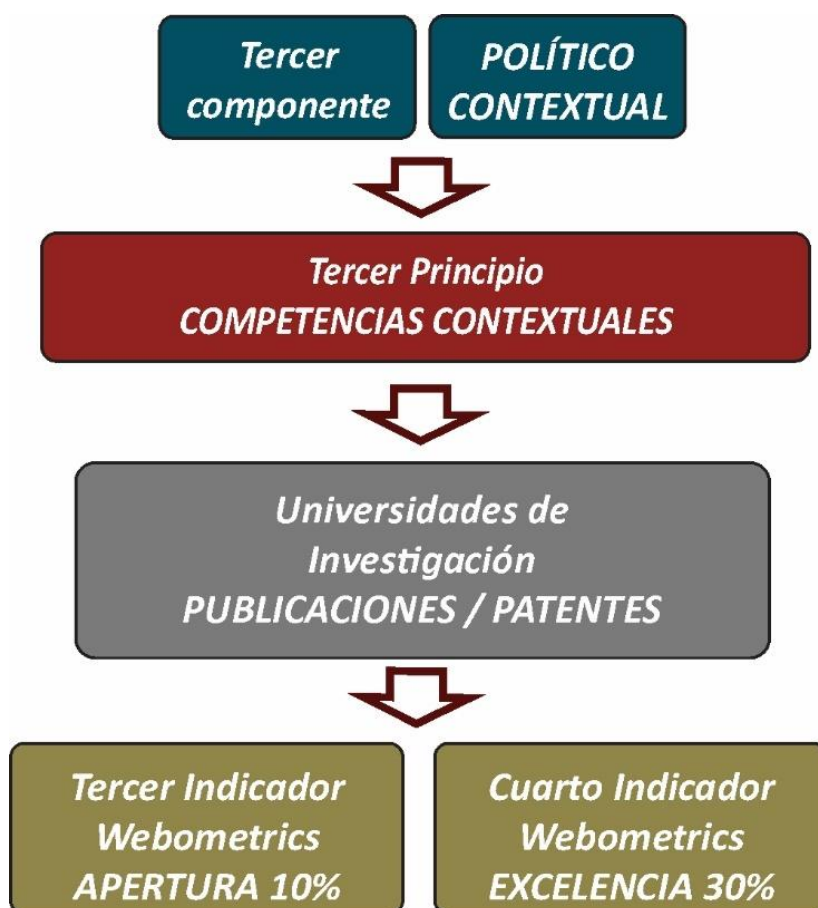 Tercer
componente
POLÍTICO
CONTEXTUAL
Tercer Principio
COMPETENCIAS CONTEXTUALES
Universidades de
Investigación
PUBLICACIONES / PATENTES
Tercer Indicador
Webometrics
APERTURA 10%
Cuarto Indicador
Webometrics
EXCELENCIA 30%